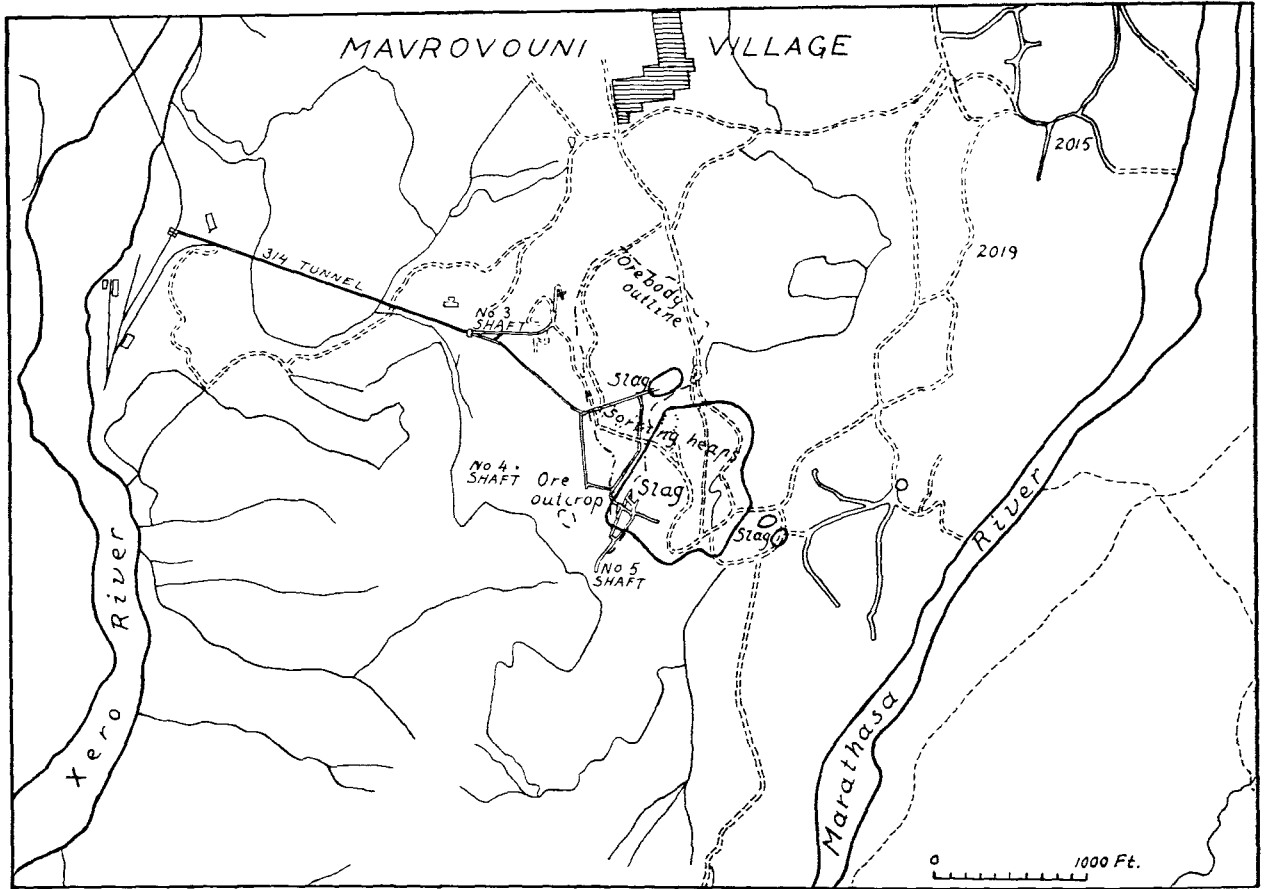 MAVROVOUNI VILLAGE
2015
2019
314 TUNNEL
Orebody
outline
No 3
SHAFT
Slag
Sorting heaps
No 4
SHAFT
Ore
outcrop
Slag
Slag
No 5
SHAFT
Xero River
Marathasa River
0 1000 Ft.